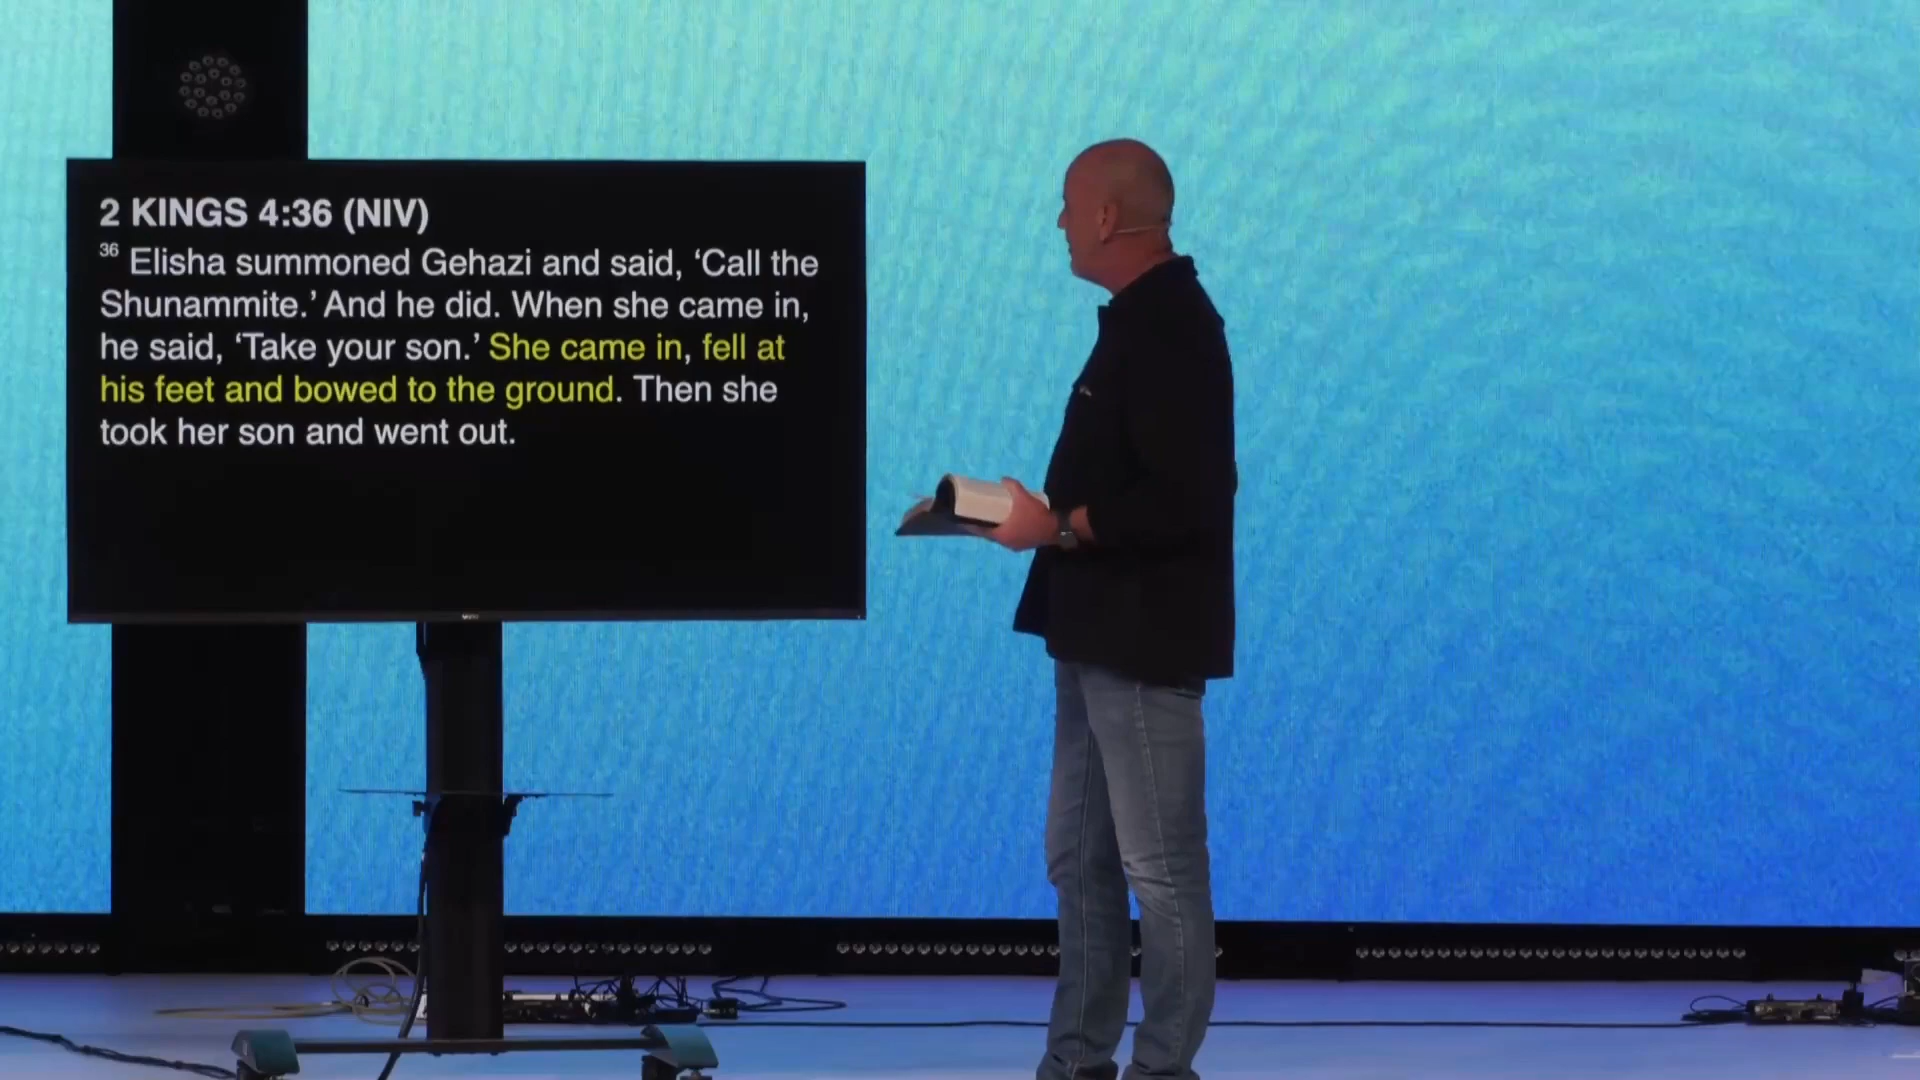 2 KINGS 4:36 (NIV)
36 Elisha summoned Gehazi and said, ‘Call the
Shunammite.’ And he did. When she came in,
he said, ‘Take your son.’ She came in, fell at
his feet and bowed to the ground. Then she
took her son and went out.